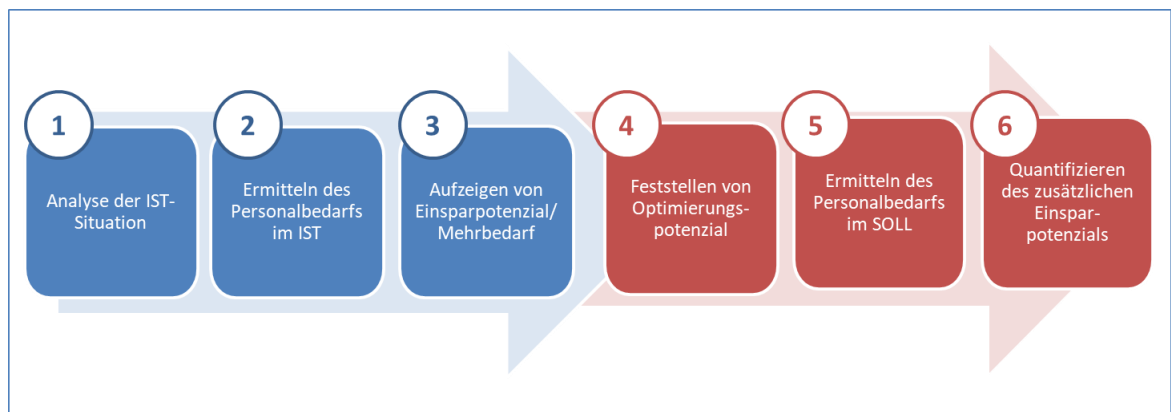 1
Analyse der IST-
Situation
2
Ermitteln des
Personalbedarfs
im IST
3
Aufzeigen von
Einsparpotenzial/
Mehrbedarf
4
Feststellen von
Optimierungs-
potenzial
5
Ermitteln des
Personalbedarfs
im SOLL
6
Quantifizieren
des zusätzlichen
Einspar-
potenzials